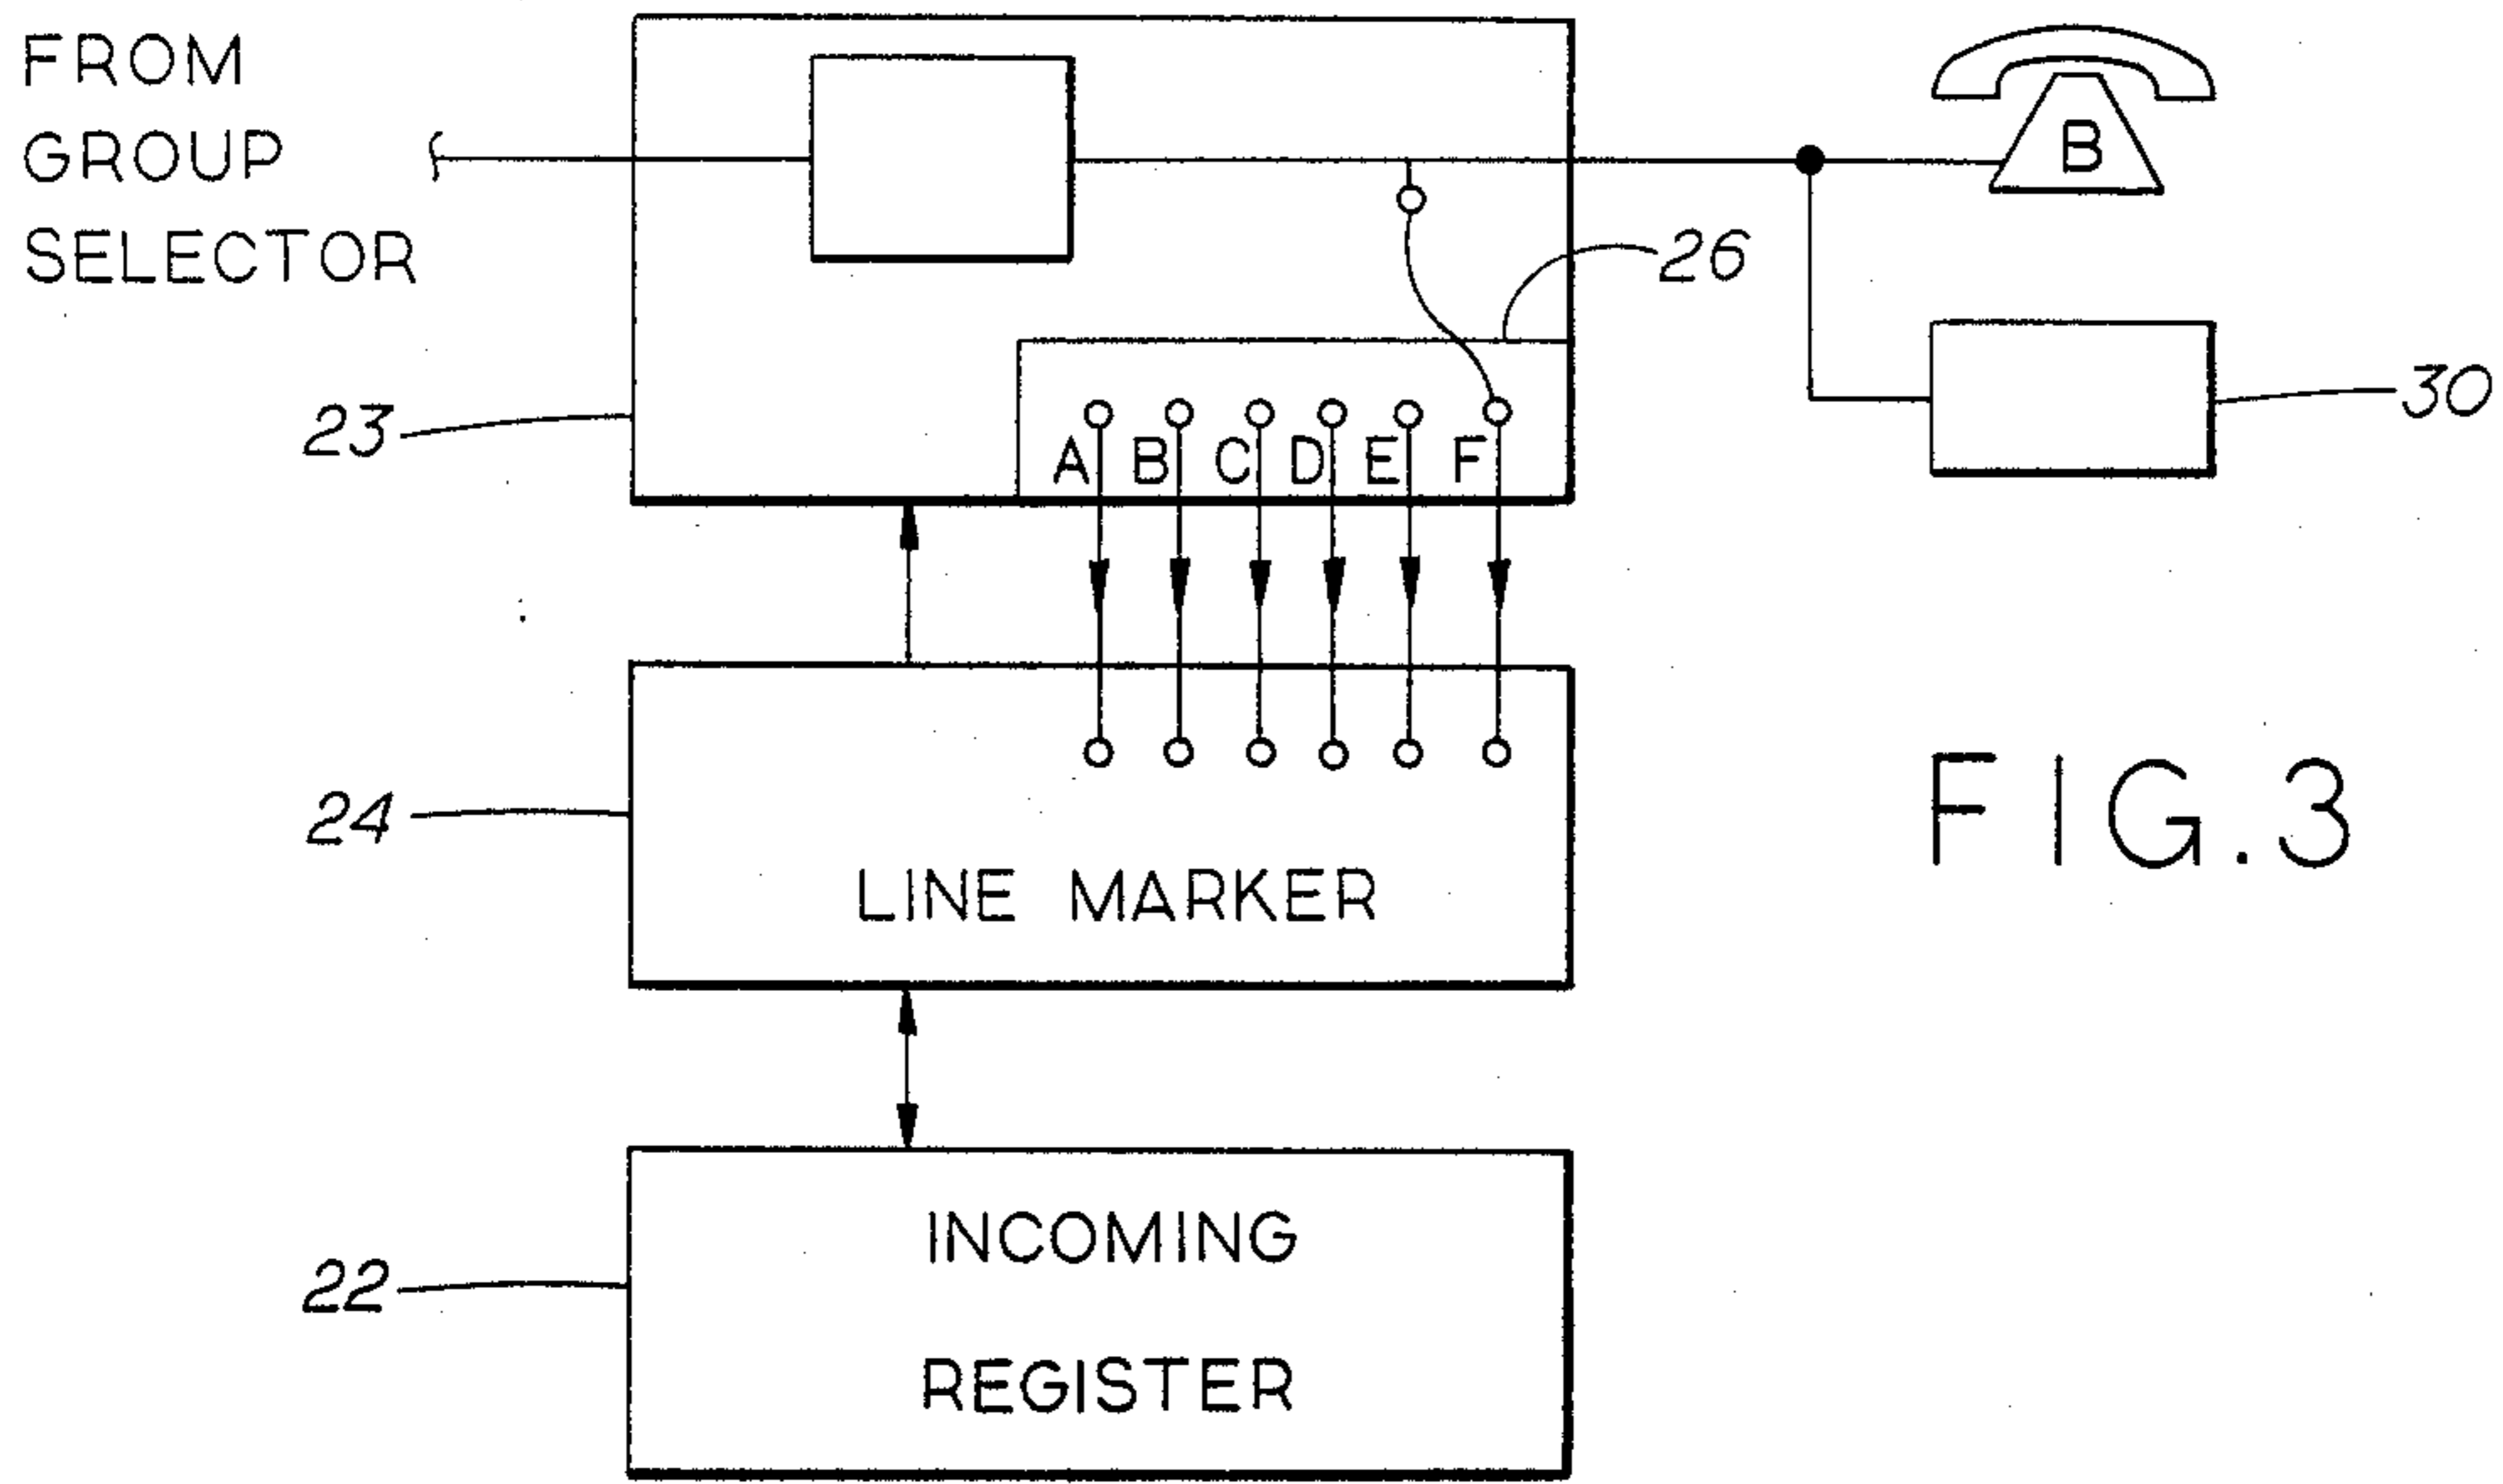 FROM
GROUP
SELECTOR
B
26
30
23
A B C D E F
24
LINE MARKER
FIG.3
22
INCOMING
REGISTER